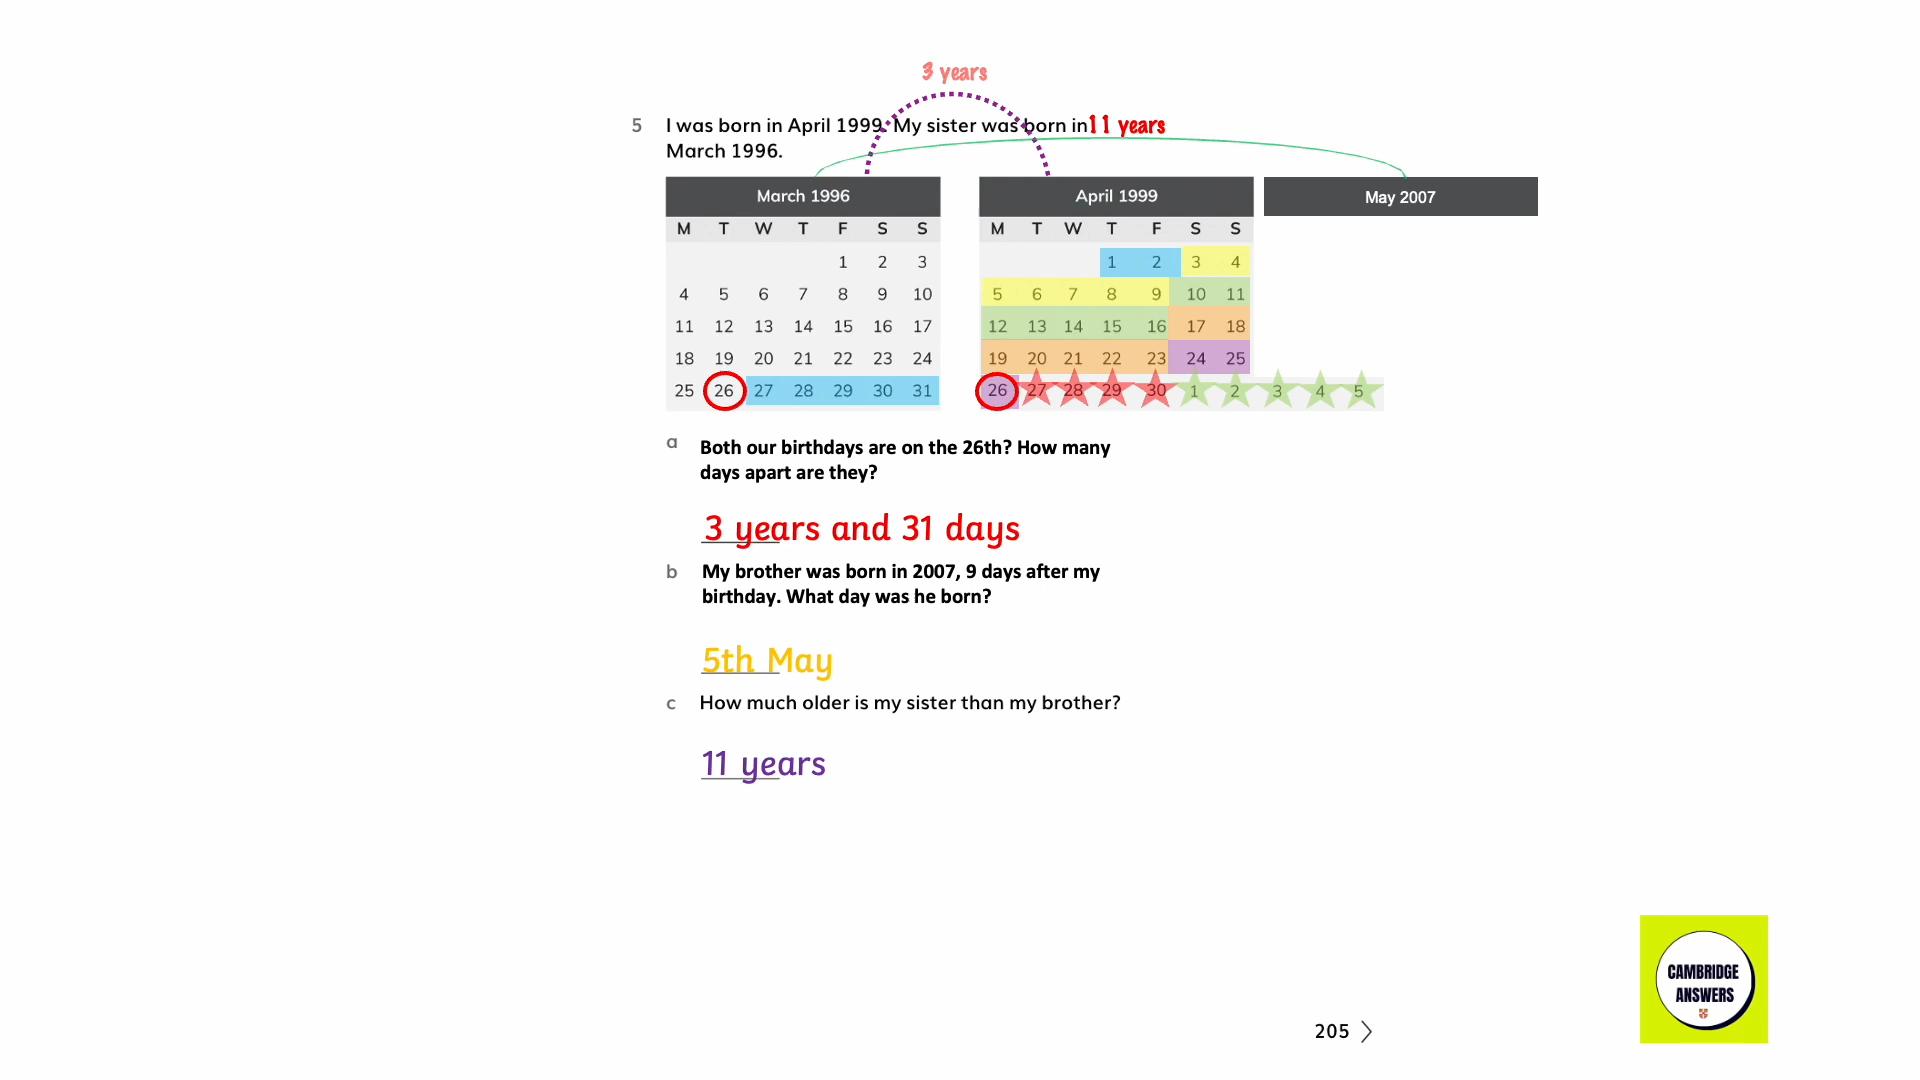 3 years
5 I was born in April 1999. My sister was born in 11 years
March 1996.
March 1996 April 1999 May 2007
M T W T F S S M T W T F S S
1 2 3 1 2 3 4
4 5 6 7 8 9 10 5 6 7 8 9 10 11
11 12 13 14 15 16 17 12 13 14 15 16 17 18
18 19 20 21 22 23 24 19 20 21 22 23 24 25
25 26 27 28 29 30 31 26 27 28 29 30 1 2 3 4 5
a Both our birthdays are on the 26th? How many
days apart are they?
3 years and 31 days
b My brother was born in 2007, 9 days after my
birthday. What day was he born?
5th May
c How much older is my sister than my brother?
11 years
CAMBRIDGE
ANSWERS
205 >